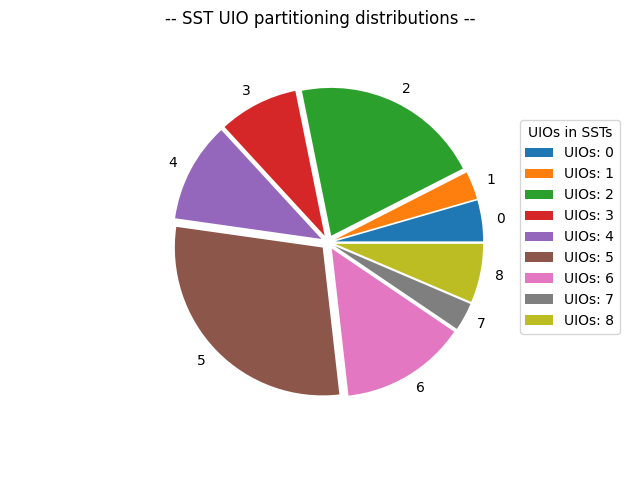 -- SST UIO partitioning distributions --
3
2
4
1
0
8
7
6
5
UIOs in SSTs
UIOs: 0
UIOs: 1
UIOs: 2
UIOs: 3
UIOs: 4
UIOs: 5
UIOs: 6
UIOs: 7
UIOs: 8